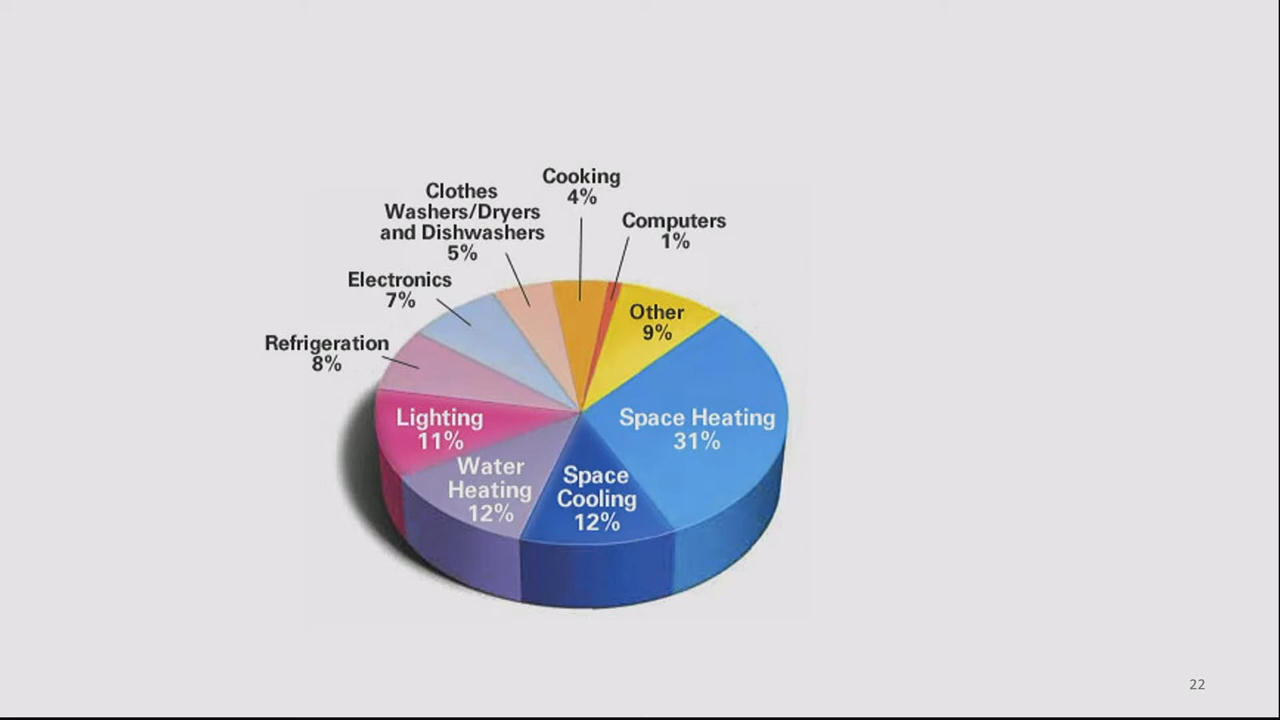 Cooking
4%
Clothes
Washers/Dryers
and Dishwashers
5%
Computers
1%
Electronics
7%
Other
9%
Refrigeration
8%
Lighting
11%
Space Heating
31%
Water
Heating
12%
Space
Cooling
12%
22